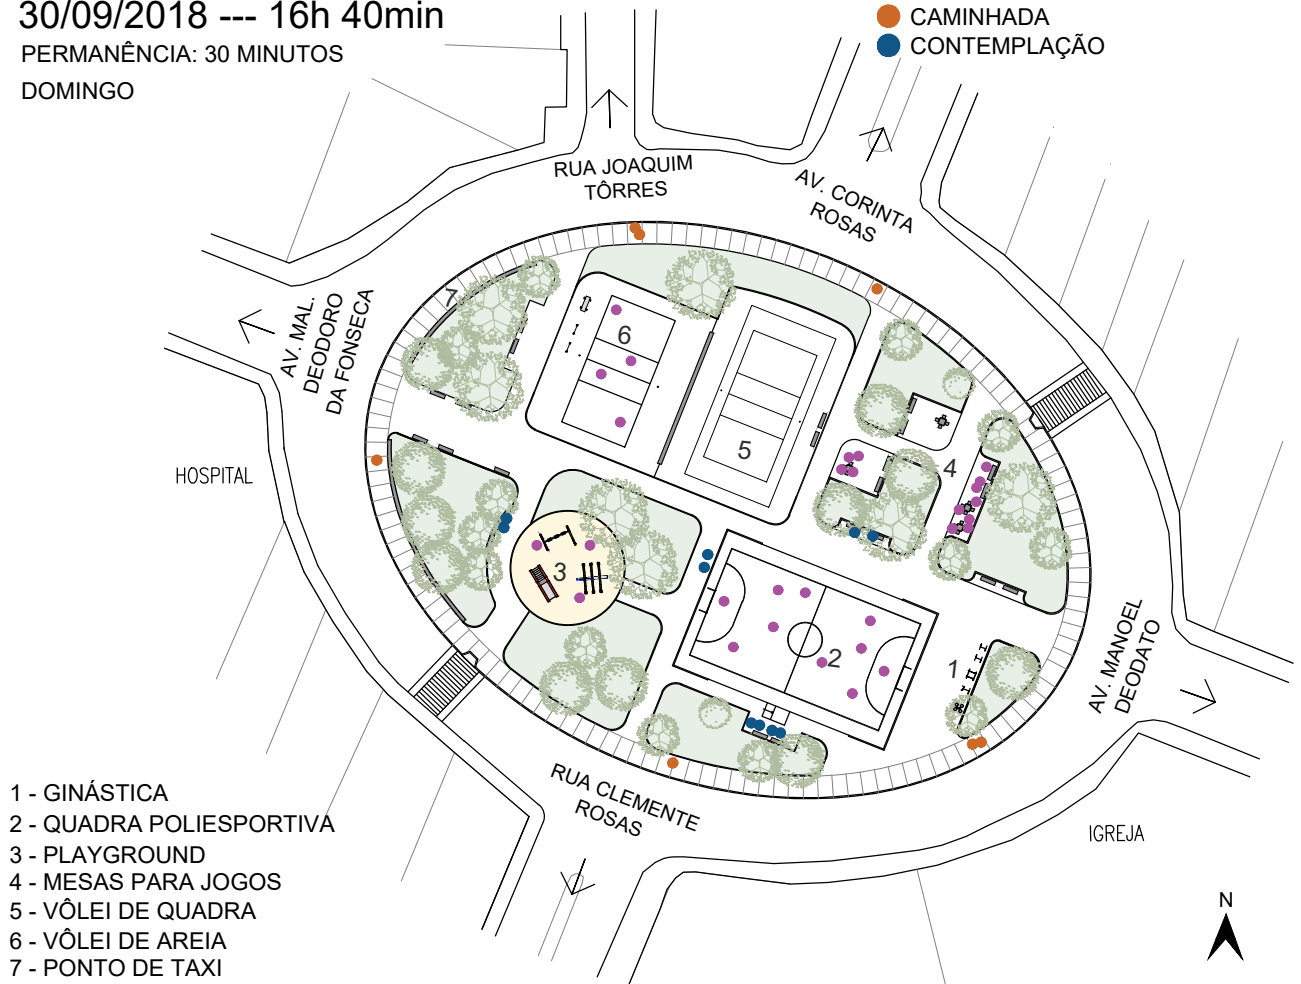 30/09/2018 --- 16h 40min
PERMANÊNCIA: 30 MINUTOS
DOMINGO
CAMINHADA
CONTEMPLAÇÃO
RUA JOAQUIM
TÔRRES
AV. CORINTA
ROSAS
AV. MAL.
DEODORO
DA FONSECA
7
6
5
4
3
2
1
HOSPITAL
AV. MANOEL
DEODATO
RUA CLEMENTE
ROSAS
IGREJA
N
1 - GINÁSTICA
2 - QUADRA POLIESPORTIVA
3 - PLAYGROUND
4 - MESAS PARA JOGOS
5 - VÔLEI DE QUADRA
6 - VÔLEI DE AREIA
7 - PONTO DE TAXI